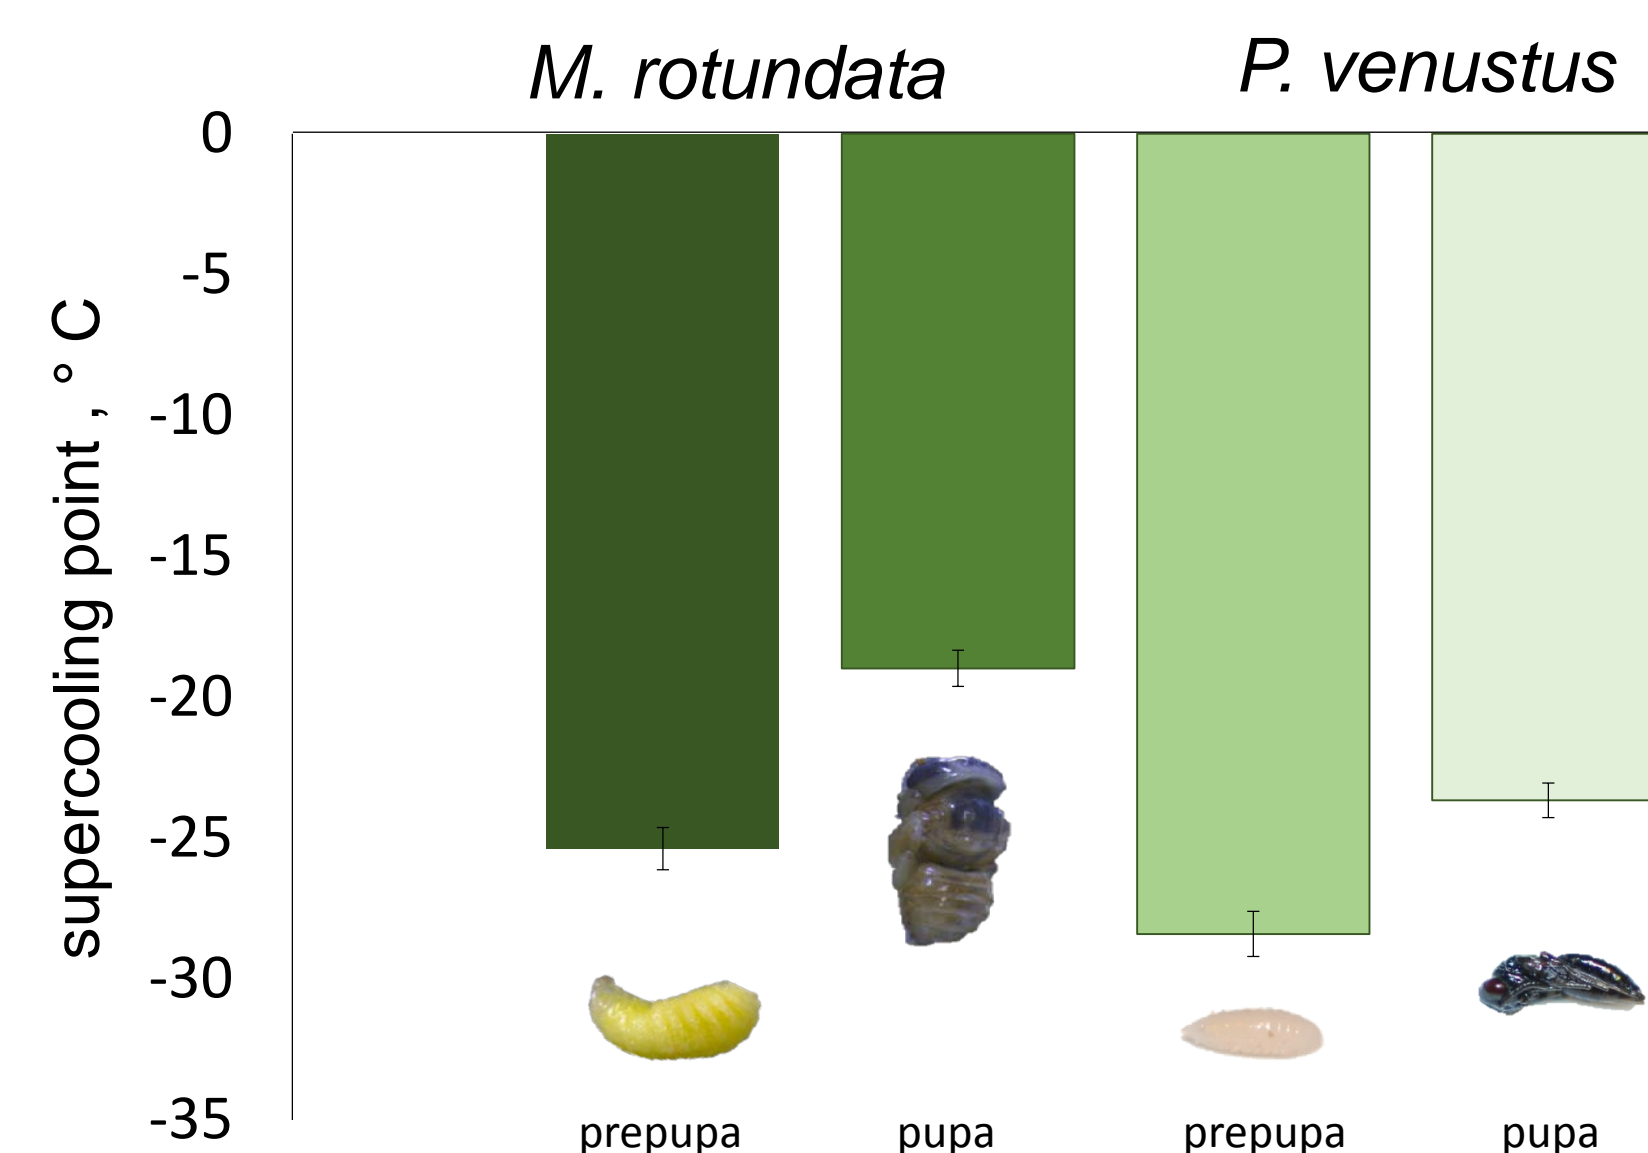 M. rotundata
P. venustus
0
-5
-10
-15
-20
-25
-30
-35
supercooling point , ° C
prepupa
pupa
prepupa
pupa